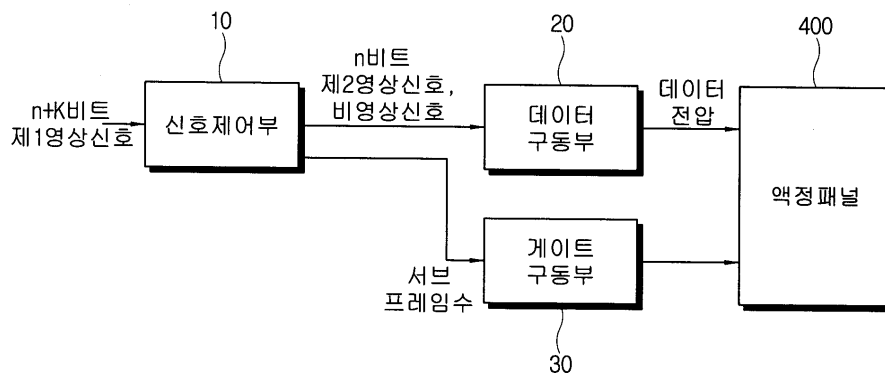 10
20
400
n+K비트
제1영상신호
신호제어부
n비트
제2영상신호,
비영상신호
데이터
구동부
데이터
전압
액정패널
서브
프레임수
게이트
구동부
30